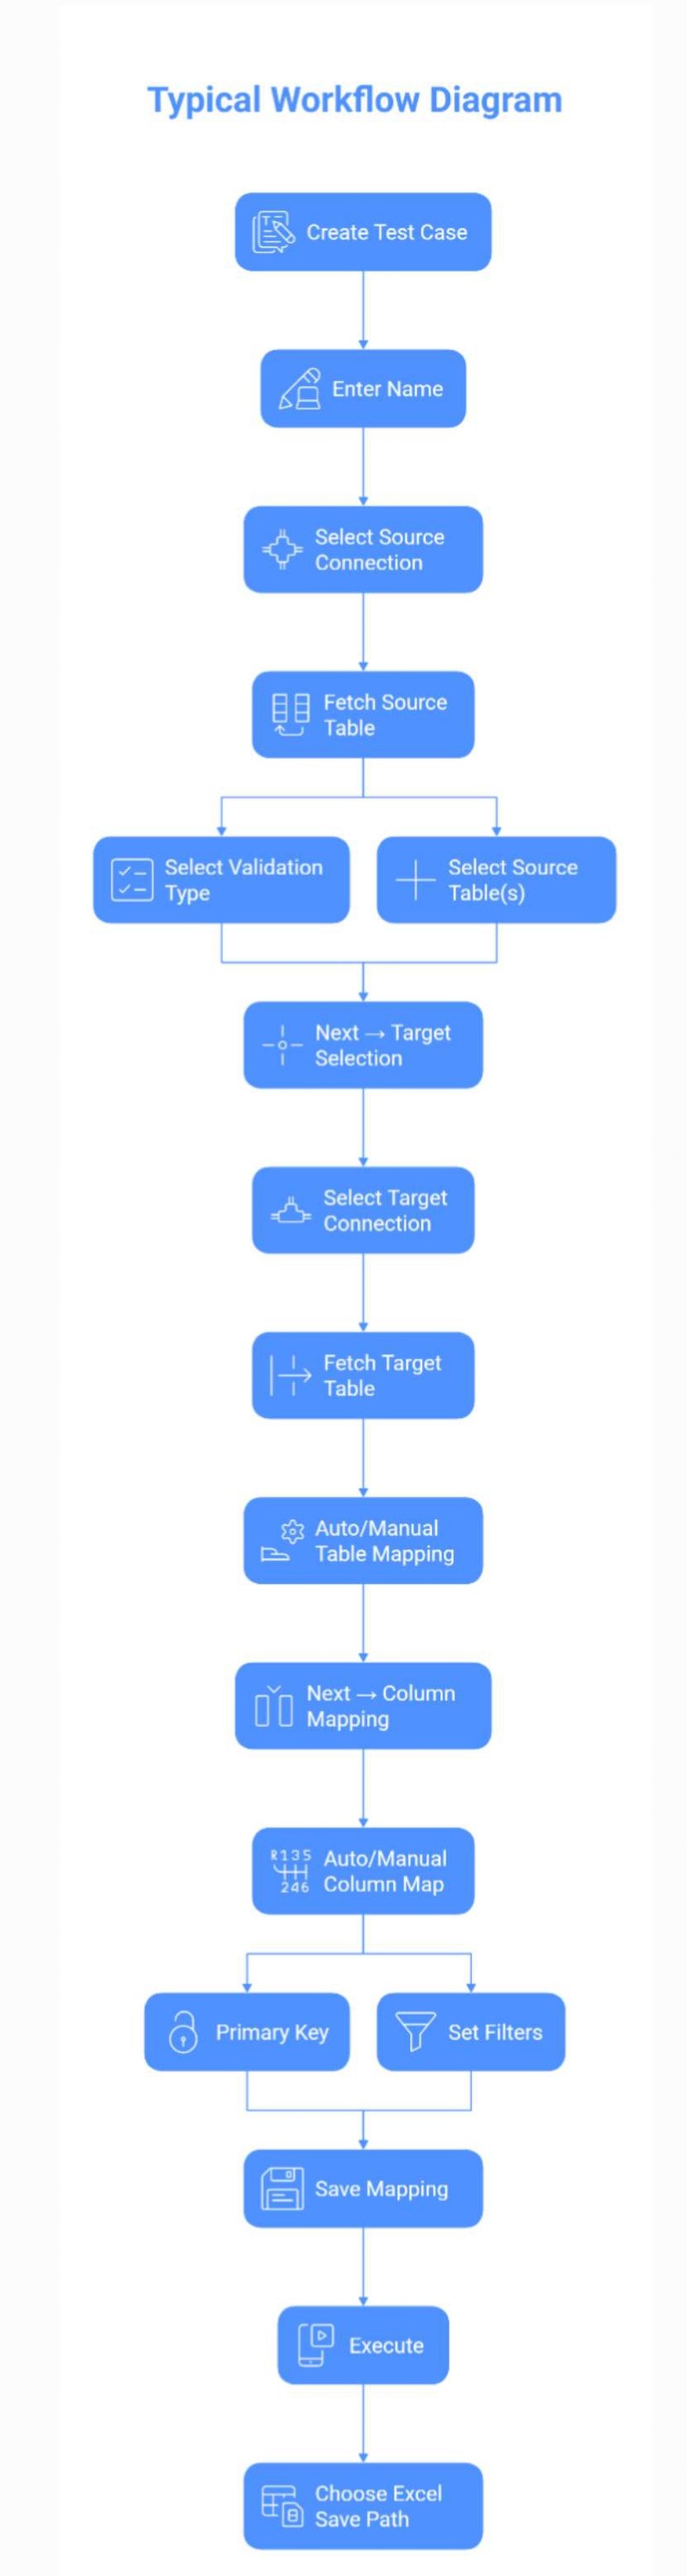 Typical Workflow Diagram
Create Test Case
Enter Name
Select Source
Connection
Fetch Source
Table
Select Validation
Type
Select Source
Table(s)
Next → Target
Selection
Select Target
Connection
Fetch Target
Table
Auto/Manual
Table Mapping
Next → Column
Mapping
R135
246
Auto/Manual
Column Map
Primary Key
Set Filters
Save Mapping
Execute
B
Choose Excel
Save Path